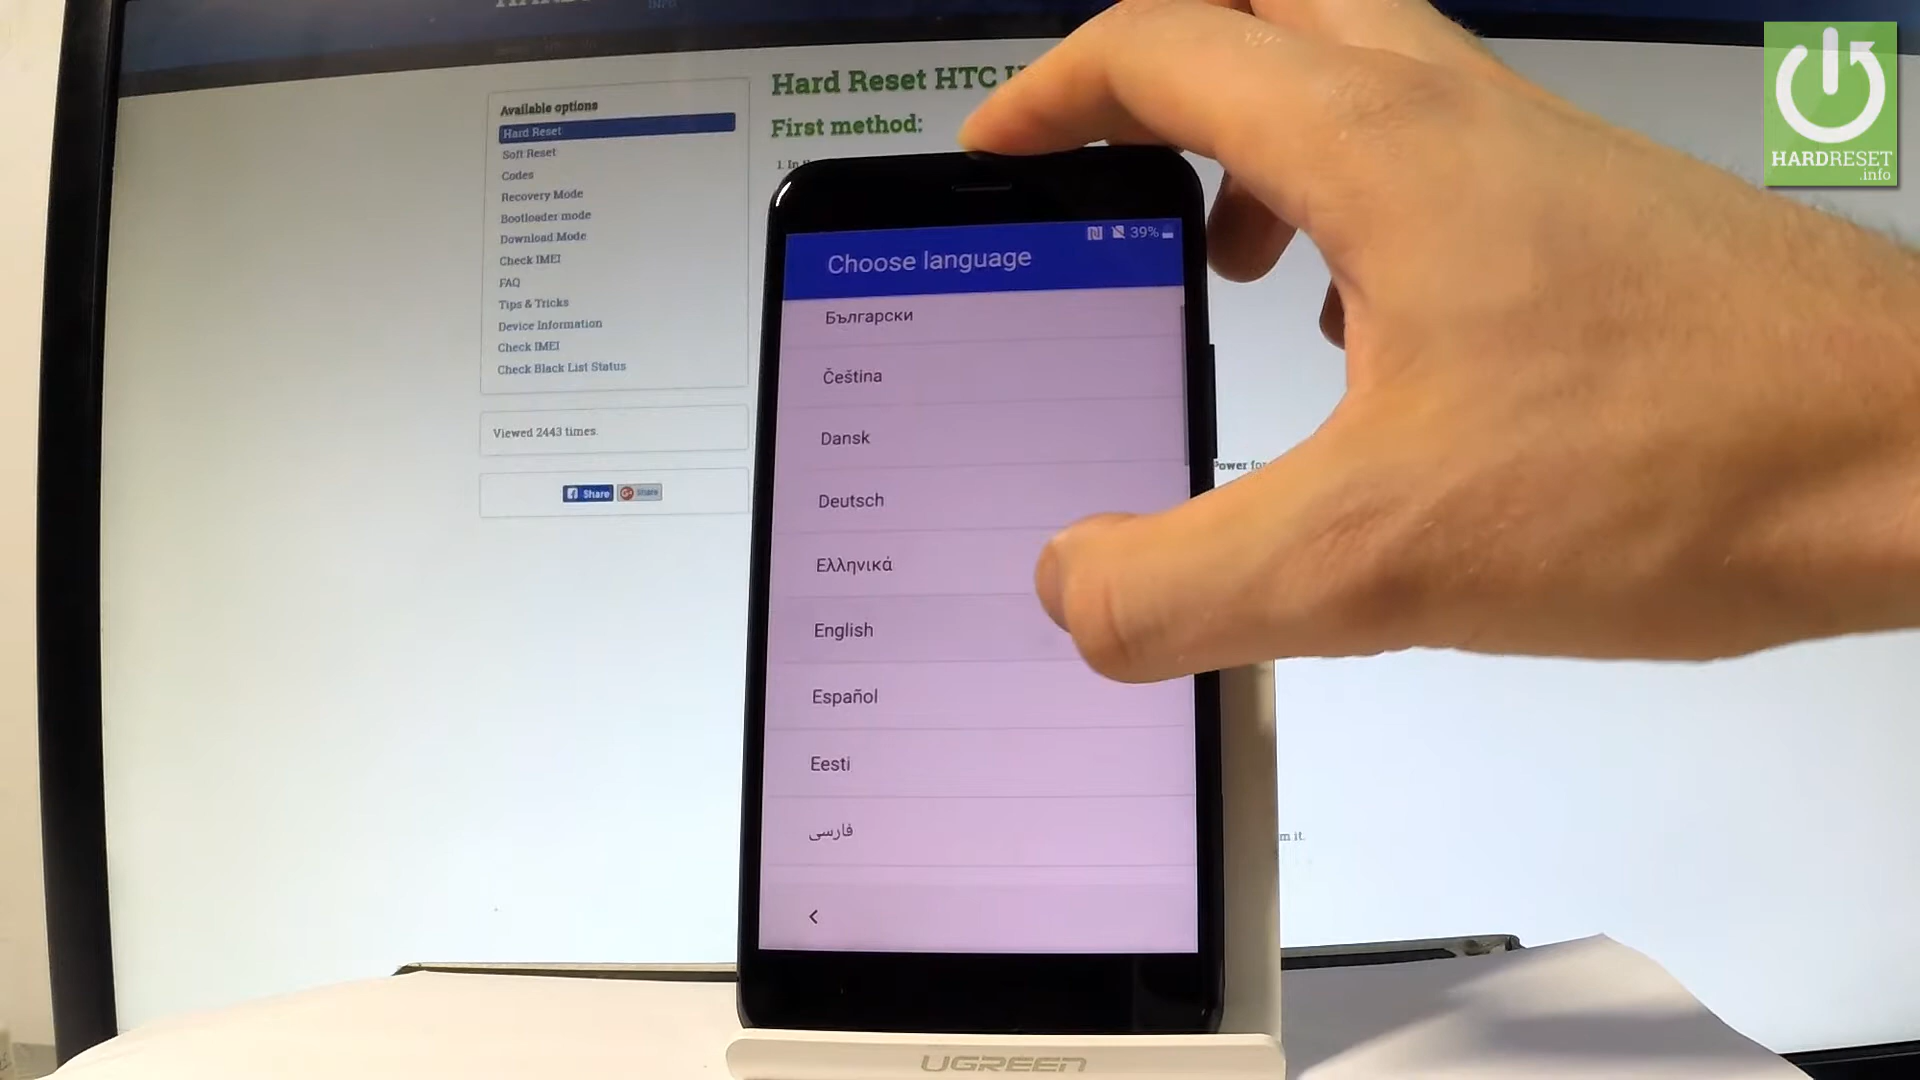 INFO
Hard Reset HTC
First method:
1. In
Available options
Hard Reset
Soft Reset
Codes
Recovery Mode
Bootloader mode
Download Mode
Check IMEI
FAQ
Tips & Tricks
Device Information
Check IMEI
Check Black List Status
Viewed 2443 times.
Share
Share
39%
Choose language
Български
Čeština
Dansk
Deutsch
Ελληνικά
English
Español
Eesti
فارسی
Power for
m it.
UGREEN
HARDRESET
.info